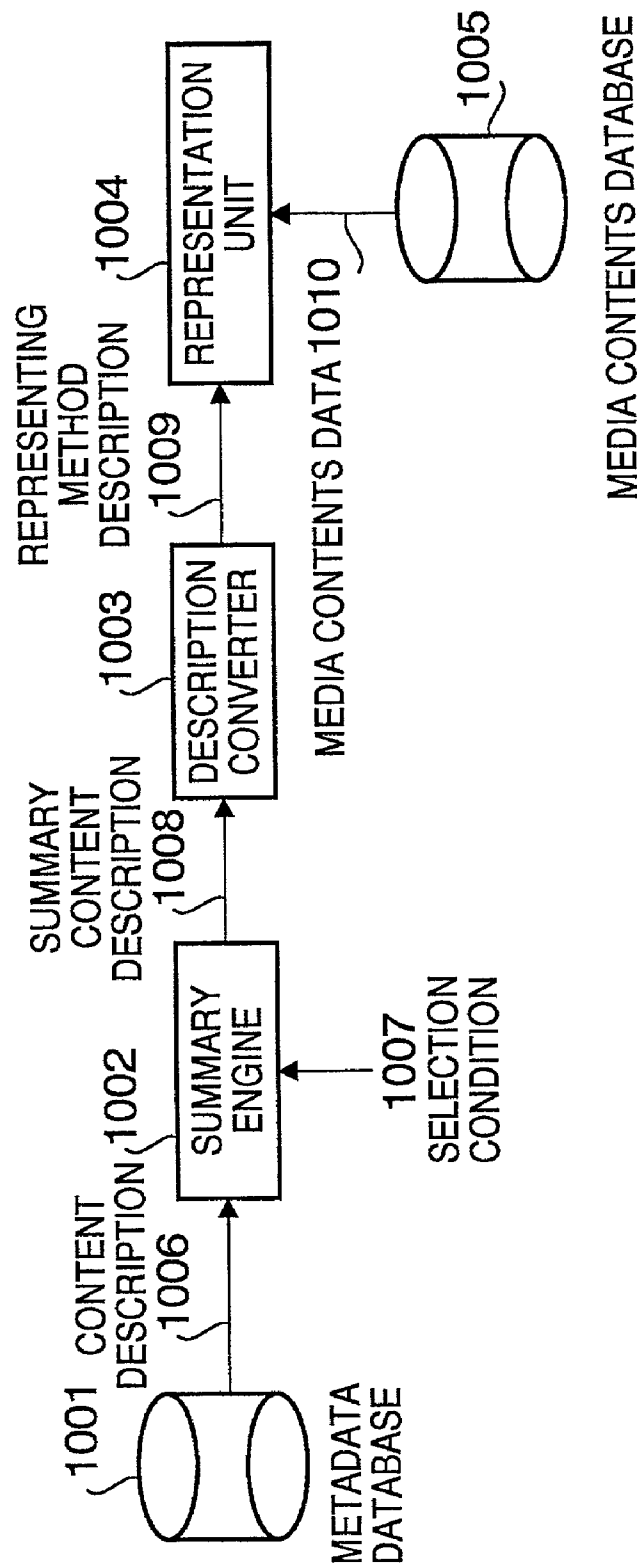 1001
METADATA
DATABASE
CONTENT
DESCRIPTION
1006
1002
SUMMARY
ENGINE
1007
SELECTION
CONDITION
SUMMARY
CONTENT
DESCRIPTION
1008
1003
DESCRIPTION
CONVERTER
REPRESENTING
METHOD
DESCRIPTION
1009
1004
REPRESENTATION
UNIT
MEDIA CONTENTS DATA 1010
1005
MEDIA CONTENTS DATABASE